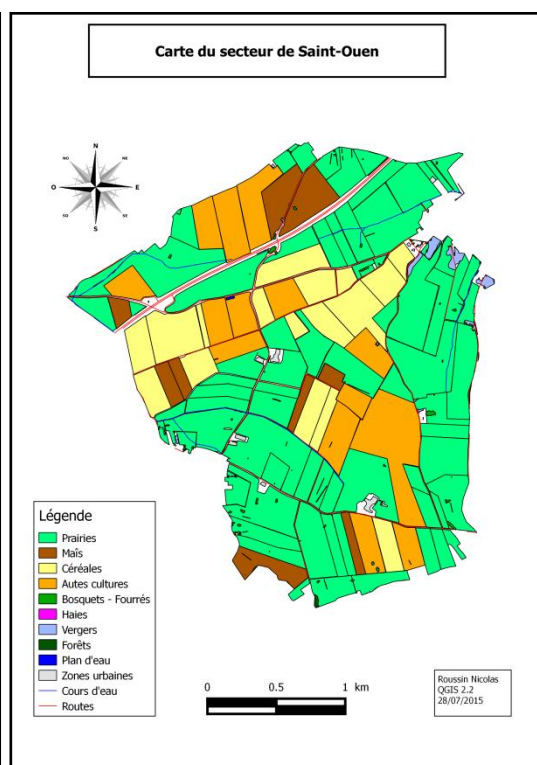 Carte du secteur de Saint-Ouen
N
NO
NE
O
E
SO
SE
S
Légende
Prairies
Maïs
Céréales
Autes cultures
Bosquets - Fourrés
Haies
Vergers
Forêts
Plan d'eau
Zones urbaines
Cours d'eau
Routes
0 0.5 1 km
Roussin Nicolas
QGIS 2.2
28/07/2015